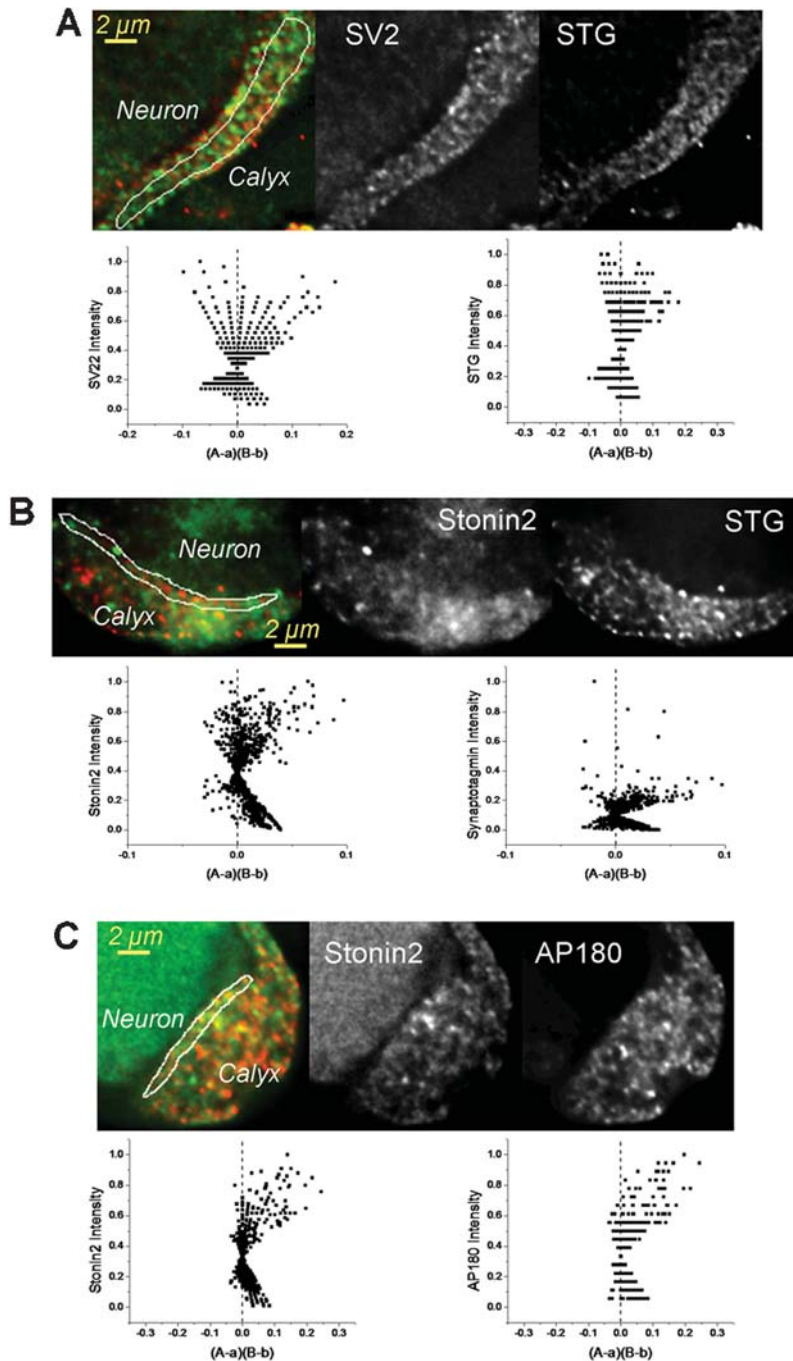 A
2 µm
SV2
STG
Neuron
Calyx
SV22 Intensity
1.0
0.8
0.6
0.4
0.2
0.0
-0.2 -0.1 0.0 0.1 0.2
(A-a)(B-b)
STG Intensity
1.0
0.8
0.6
0.4
0.2
0.0
-0.3 -0.2 -0.1 0.0 0.1 0.2 0.3
(A-a)(B-b)
B
Stonin2
STG
Neuron
Calyx
2 µm
Stonin2 Intensity
1.0
0.8
0.6
0.4
0.2
0.0
-0.1 0.0 0.1
(A-a)(B-b)
Synaptotagmin Intensity
1.0
0.8
0.6
0.4
0.2
0.0
-0.1 0.0 0.1
(A-a)(B-b)
C
2 µm
Stonin2
AP180
Neuron
Calyx
Stonin2 Intensity
1.0
0.8
0.6
0.4
0.2
0.0
-0.3 -0.2 -0.1 0.0 0.1 0.2 0.3
(A-a)(B-b)
AP180 Intensity
1.0
0.8
0.6
0.4
0.2
0.0
-0.3 -0.2 -0.1 0.0 0.1 0.2 0.3
(A-a)(B-b)